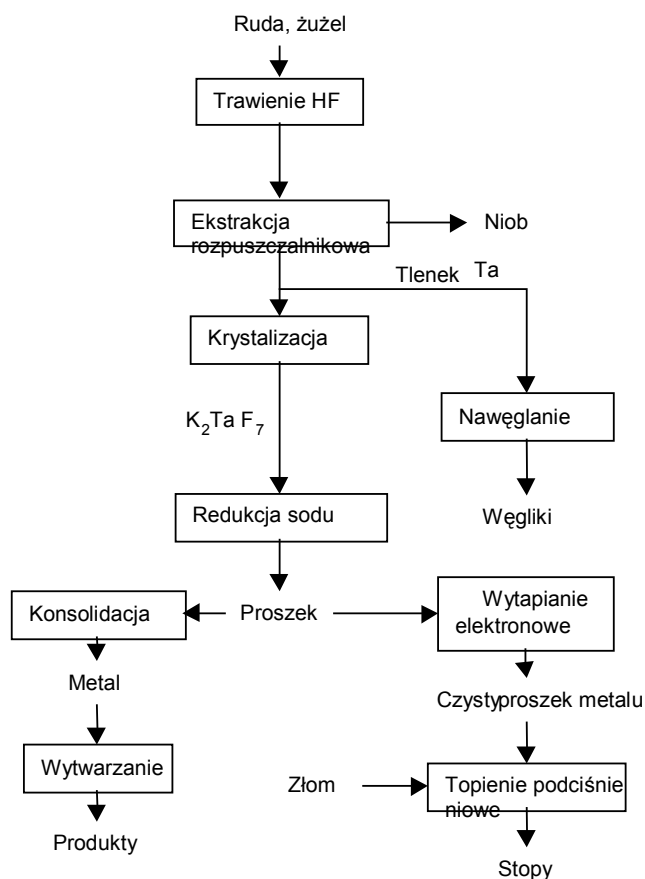 Ruda, żużel
Trawienie HF
Ekstrakcja
rozpuszczalnikowa
Niob
Tlenek Ta
Krystalizacja
K₂Ta F₇
Nawęglanie
Redukcja sodu
Węgliki
Konsolidacja
Proszek
Wytapianie
elektronowe
Metal
Czystyproszek metalu
Wytwarzanie
Złom
Topienie podciśnie
niowe
Produkty
Stopy